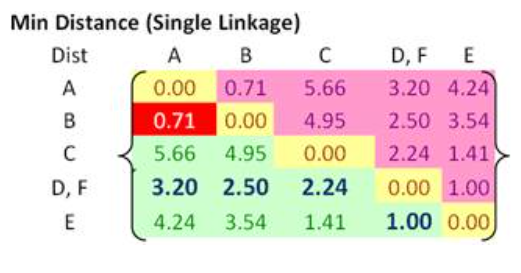 Min Distance (Single Linkage)
Dist A B C D, F E
A 0.00 0.71 5.66 3.20 4.24
B 0.71 0.00 4.95 2.50 3.54
C 5.66 4.95 0.00 2.24 1.41
D, F 3.20 2.50 2.24 0.00 1.00
E 4.24 3.54 1.41 1.00 0.00